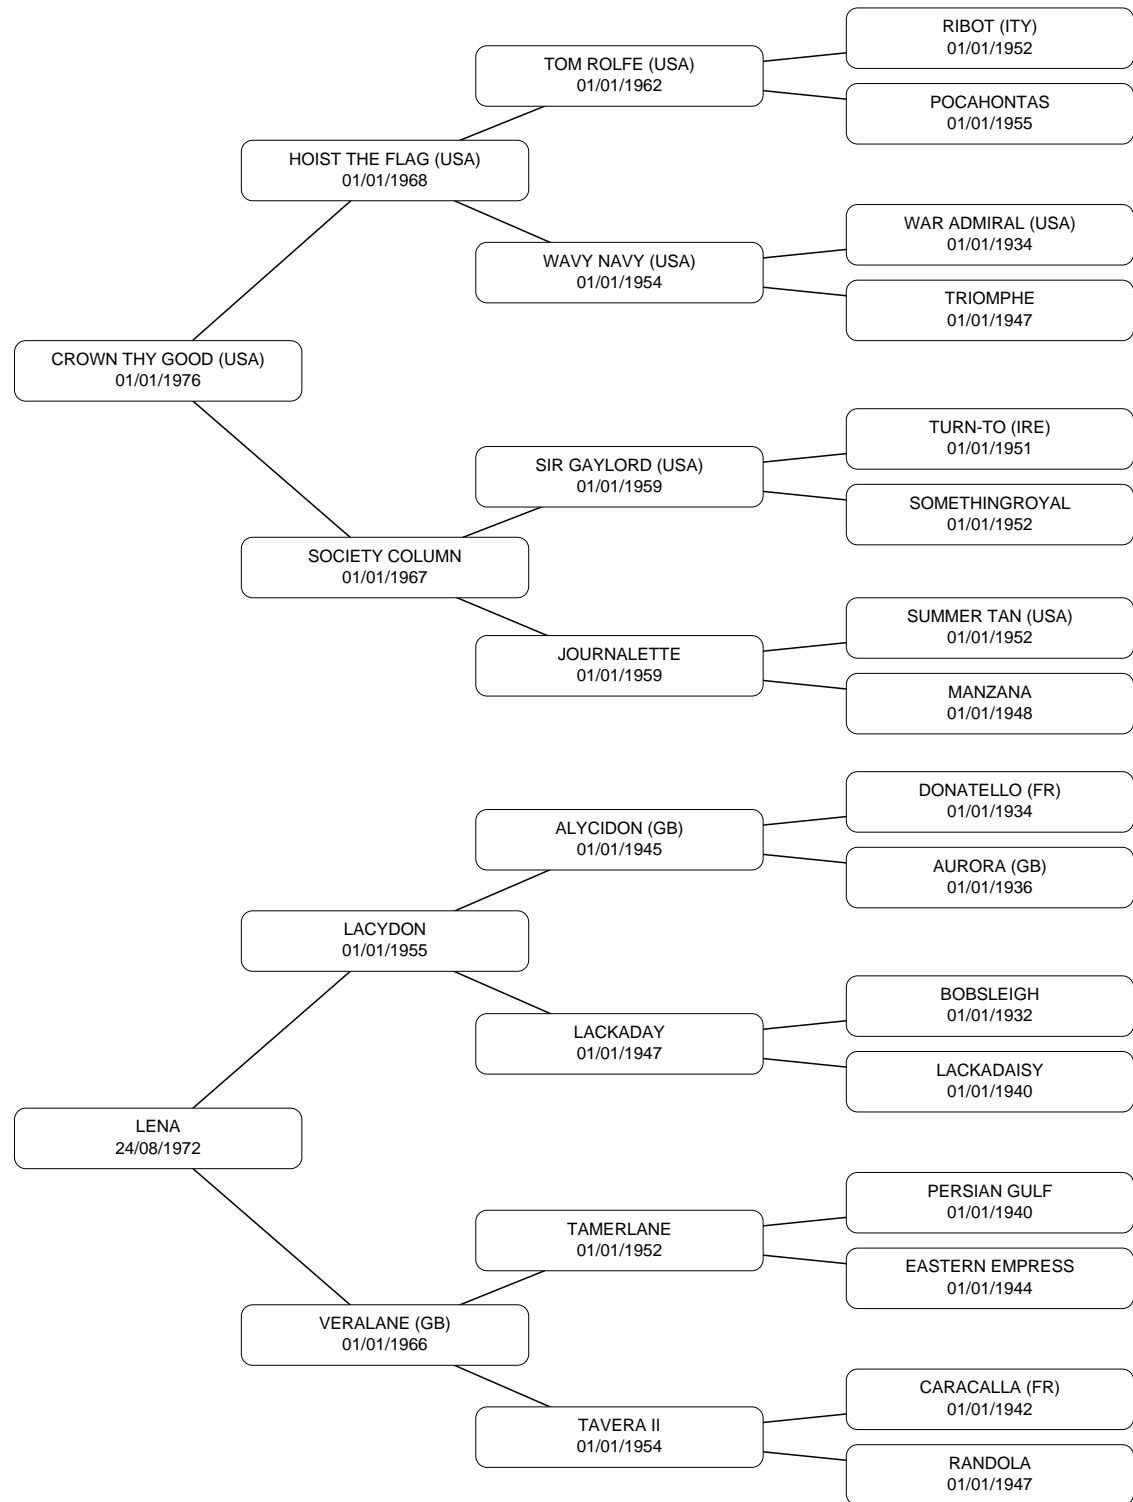 RIBOT (ITY)
01/01/1952
TOM ROLFE (USA)
01/01/1962
POCAHONTAS
01/01/1955
HOIST THE FLAG (USA)
01/01/1968
WAR ADMIRAL (USA)
01/01/1934
WAVY NAVY (USA)
01/01/1954
TRIOMPHE
01/01/1947
CROWN THY GOOD (USA)
01/01/1976
TURN-TO (IRE)
01/01/1951
SIR GAYLORD (USA)
01/01/1959
SOMETHINGROYAL
01/01/1952
SOCIETY COLUMN
01/01/1967
SUMMER TAN (USA)
01/01/1952
JOURNALETTE
01/01/1959
MANZANA
01/01/1948
DONATELLO (FR)
01/01/1934
ALYCIDON (GB)
01/01/1945
AURORA (GB)
01/01/1936
LACYDON
01/01/1955
BOBSLEIGH
01/01/1932
LACKADAY
01/01/1947
LACKADAISY
01/01/1940
LENA
24/08/1972
PERSIAN GULF
01/01/1940
TAMERLANE
01/01/1952
EASTERN EMPRESS
01/01/1944
VERALANE (GB)
01/01/1966
CARACALLA (FR)
01/01/1942
TAVERA II
01/01/1954
RANDOLA
01/01/1947